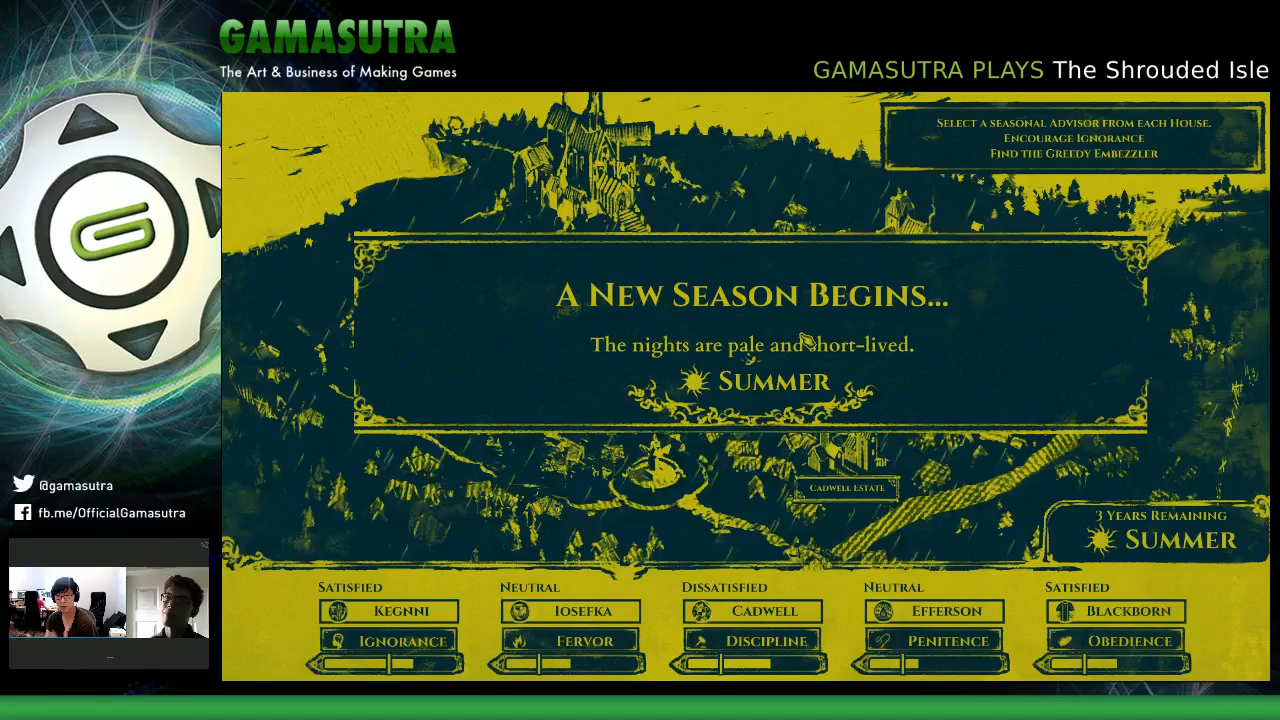 GAMASUTRA
The Art & Business of Making Games
GAMASUTRA PLAYS The Shrouded Isle
Select a seasonal Advisor from each House.
Encourage Ignorance
Find the Greedy Embezzler
A New Season Begins...
The nights are pale and short-lived.
Summer
Cadwell Estate
3 Years Remaining
Summer
@gamasutra
fb.me/OfficialGamasutra
Satisfied
Kegnni
Ignorance
Neutral
Iosefka
Fervor
Dissatisfied
Cadwell
Discipline
Neutral
Efferson
Penitence
Satisfied
Blackborn
Obedience